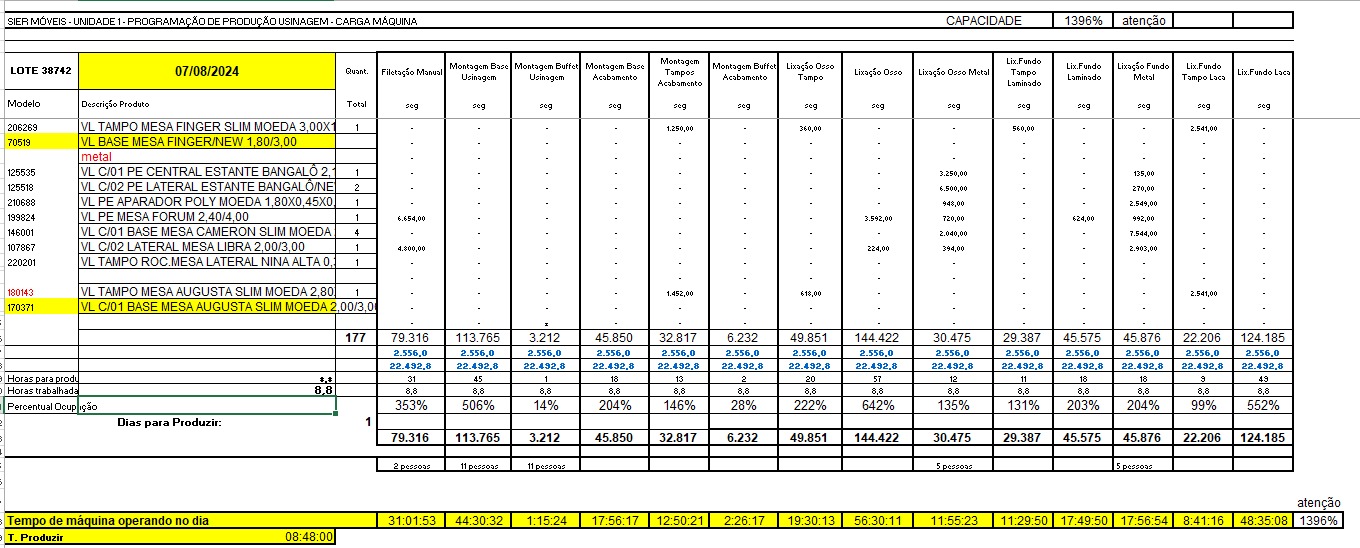 SIER MÓVEIS - UNIDADE 1 - PROGRAMAÇÃO DE PRODUÇÃO USINAGEM - CARGA MÁQUINA CAPACIDADE 1396% atenção
LOTE 38742 07/08/2024 Quant. Filetação Manual Montagem Base Usinagem Montagem Buffet Usinagem Montagem Base Acabamento Montagem Tampos Acabamento Montagem Buffet Acabamento Lixação Osso Tampo Lixação Osso Lixação Osso Metal Lix.Fundo Tampo Laminado Lix.Fundo Laminado Lixação Fundo Metal Lix.Fundo Tampo Laca Lix.Fundo Laca
Modelo Descrição Produto Total seg seg seg seg seg seg seg seg seg seg seg seg seg seg
206269 VL TAMPO MESA FINGER SLIM MOEDA 3,00X1 1 - - - - 1.250,00 - 360,00 - - 560,00 - - 2.541,00 -
70519 VL BASE MESA FINGER/NEW 1,80/3,00 - - - - - - - - - - - - - -
metal - - - - - - - - - - - - - -
125535 VL C/01 PE CENTRAL ESTANTE BANGALÔ 2,1 1 - - - - - - - - 3.250,00 - - 135,00 - -
125518 VL C/02 PE LATERAL ESTANTE BANGALÔ/NE 2 - - - - - - - - 6.500,00 - - 270,00 - -
210688 VL PE APARADOR POLY MOEDA 1,80X0,45X0, 1 - - - - - - - - 948,00 - - 2.549,00 - -
199824 VL PE MESA FORUM 2,40/4,00 1 6.654,00 - - - - - - 3.592,00 720,00 - 624,00 992,00 - -
146001 VL C/01 BASE MESA CAMERON SLIM MOEDA 4 - - - - - - - - 2.040,00 - - 7.544,00 - -
107867 VL C/02 LATERAL MESA LIBRA 2,00/3,00 1 4.800,00 - - - - - - 224,00 394,00 - - 2.903,00 - -
220201 VL TAMPO ROC.MESA LATERAL NINA ALTA 0, 1 - - - - - - - - - - - - - -
- - - - - - - - - - - - - -
180143 VL TAMPO MESA AUGUSTA SLIM MOEDA 2,80 1 - - - - 1.452,00 - 618,00 - - - - - 2.541,00 -
170371 VL C/01 BASE MESA AUGUSTA SLIM MOEDA 2,00/3,00 - - - - - - - - - - - - - -
- - - - - - - - - - - - -
177 79.316 113.765 3.212 45.850 32.817 6.232 49.851 144.422 30.475 29.387 45.575 45.876 22.206 124.185
2.556,0 2.556,0 2.556,0 2.556,0 2.556,0 2.556,0 2.556,0 2.556,0 2.556,0 2.556,0 2.556,0 2.556,0 2.556,0 2.556,0
22.492,8 22.492,8 22.492,8 22.492,8 22.492,8 22.492,8 22.492,8 22.492,8 22.492,8 22.492,8 22.492,8 22.492,8 22.492,8 22.492,8
Horas para produ *,* 31 45 1 18 13 2 20 57 12 11 18 18 9 49
Horas trabalhada 8,8 8,8 8,8 8,8 8,8 8,8 8,8 8,8 8,8 8,8 8,8 8,8 8,8 8,8 8,8
Percentual Ocupação 353% 506% 14% 204% 146% 28% 222% 642% 135% 131% 203% 204% 99% 552%
Dias para Produzir: 1
79.316 113.765 3.212 45.850 32.817 6.232 49.851 144.422 30.475 29.387 45.575 45.876 22.206 124.185
2 pessoas 11 pessoas 11 pessoas 5 pessoas 5 pessoas
atenção
Tempo de máquina operando no dia 31:01:53 44:30:32 1:15:24 17:56:17 12:50:21 2:26:17 19:30:13 56:30:11 11:55:23 11:29:50 17:49:50 17:56:54 8:41:16 48:35:08 1396%
T. Produzir 08:48:00